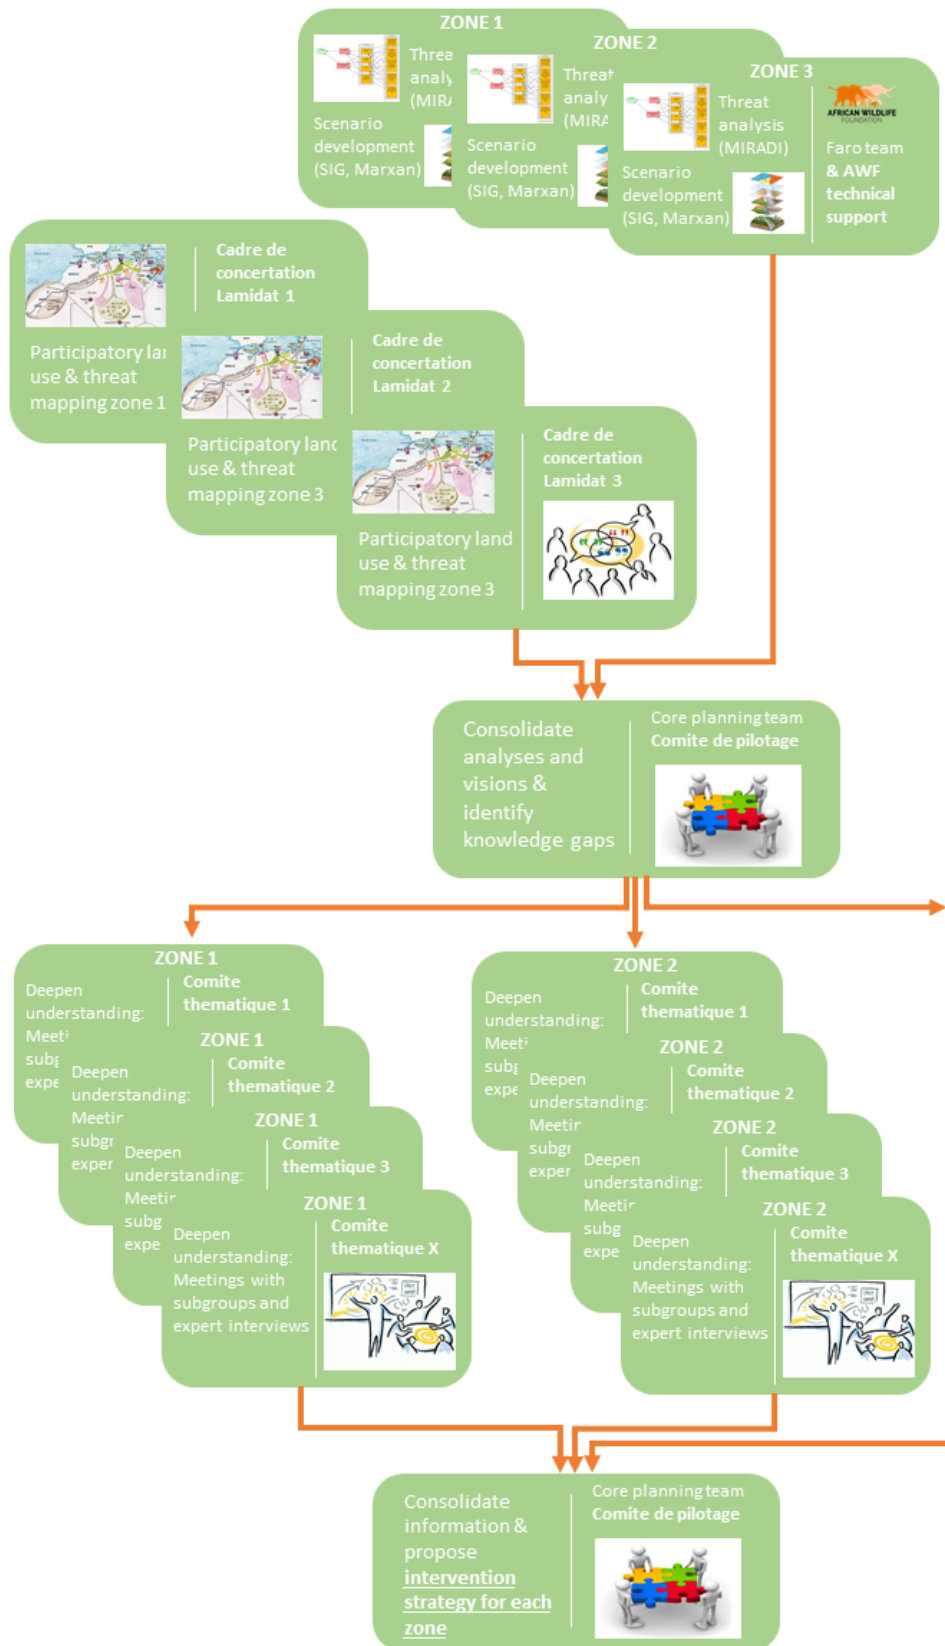 ZONE 1
Threat
analy
(MIRA
Scenario
development
(SIG, Marxan)
ZONE 2
Threat
analy
(MIRA
Scenario
development
(SIG, Marxan)
ZONE 3
Threat
analysis
(MIRADI)
Scenario
development
(SIG, Marxan)
AFRICAN WILDLIFE
FOUNDATION
Faro team
& AWF
technical
support
Cadre de
concertation
Lamidat 1
Participatory lan
use & threat
mapping zone 1
Cadre de
concertation
Lamidat 2
Participatory land
use & threat
mapping zone 3
Cadre de
concertation
Lamidat 3
Participatory land
use & threat
mapping zone 3
Consolidate
analyses and
visions &
identify
knowledge gaps
Core planning team
Comite de pilotage
ZONE 1
Deepen
understanding:
Meeti
subg
expe
Comite
thematique 1
ZONE 1
Deepen
understanding:
Meetin
subgr
exper
Comite
thematique 2
ZONE 1
Deepen
understanding:
Meetin
subg
expe
Comite
thematique 3
ZONE 1
Deepen
understanding:
Meetings with
subgroups and
expert interviews
Comite
thematique X
ZONE 2
Deepen
understanding:
Meeti
subg
expe
Comite
thematique 1
ZONE 2
Deepen
understanding:
Meetin
subgr
exper
Comite
thematique 2
ZONE 2
Deepen
understanding:
Meeti
subg
expe
Comite
thematique 3
ZONE 2
Deepen
understanding:
Meetings with
subgroups and
expert interviews
Comite
thematique X
Consolidate
information &
propose
intervention
strategy for each
zone
Core planning team
Comite de pilotage